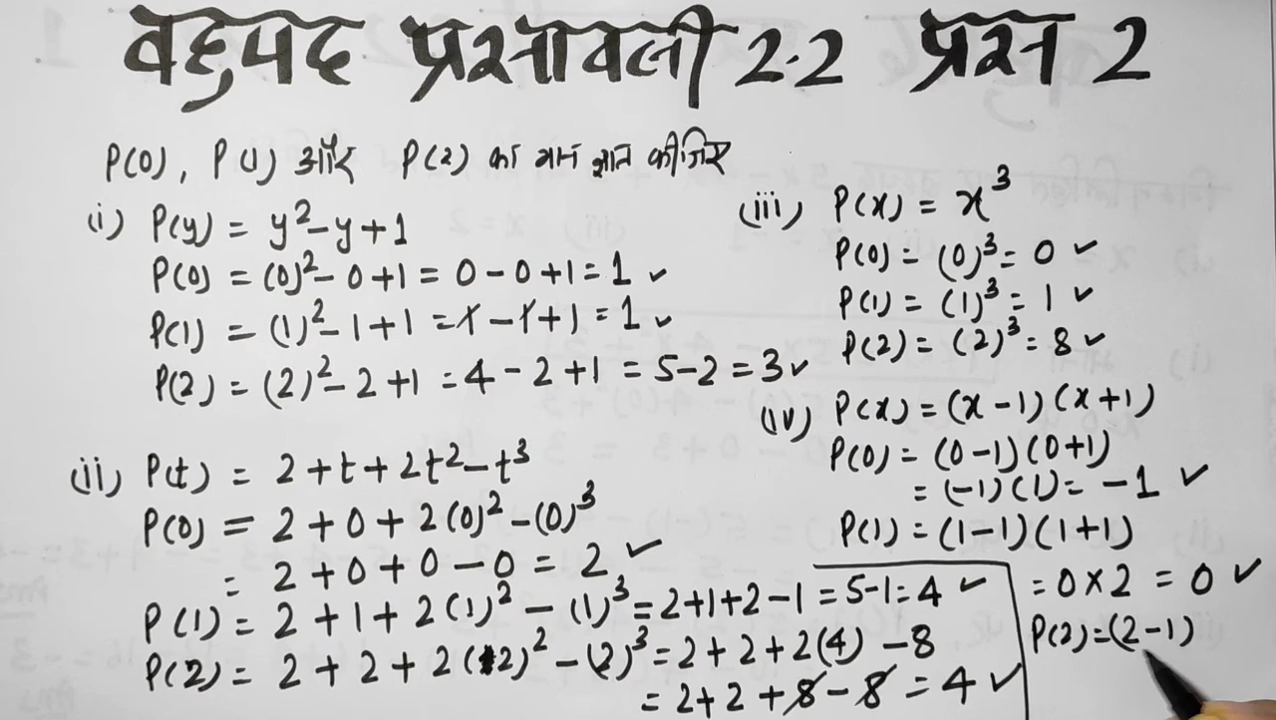 बहुपद प्रश्नावली 2.2 प्रश्न 2
P(0), P(1) और P(2) का मान ज्ञात कीजिए
(i) P(y) = y²-y+1
P(0) = (0)²- 0+1 = 0-0+1 = 1 ✓
P(1) = (1)²-1+1 = 1-1+1 = 1 ✓
P(2) = (2)²-2+1 = 4-2+1 = 5-2 = 3 ✓
(ii) P(t) = 2+t+2t²-t³
P(0) = 2+0+2(0)²-(0)³
= 2+0+0-0 = 2 ✓
P(1) = 2+1+2(1)²-(1)³ = 2+1+2-1 = 5-1=4 ✓
P(2) = 2+2+2(2)²-(2)³ = 2+2+2(4)-8
= 2+2+8-8 = 4 ✓
(iii) P(x) = x³
P(0) = (0)³ = 0 ✓
P(1) = (1)³ = 1 ✓
P(2) = (2)³ = 8 ✓
(iv) P(x) = (x-1)(x+1)
P(0) = (0-1)(0+1)
= (-1)(1) = -1 ✓
P(1) = (1-1)(1+1)
= 0×2 = 0 ✓
P(2) = (2-1)